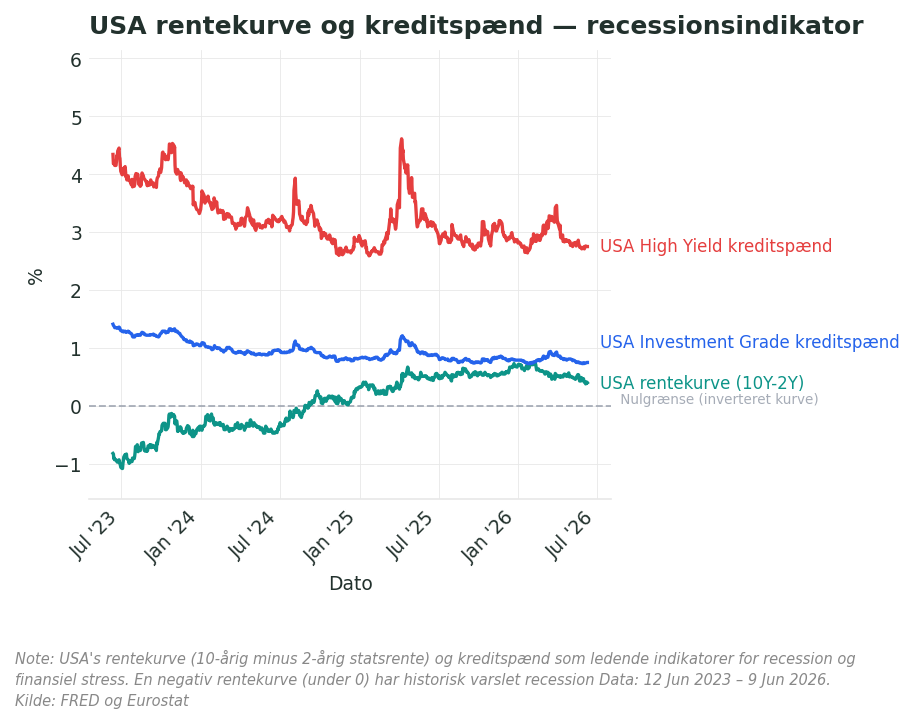 USA rentekurve og kreditspænd — recessionsindikator
6
5
4
3
2
1
0
−1
%
USA High Yield kreditspænd
USA Investment Grade kreditspænd
USA rentekurve (10Y-2Y)
Nulgrænse (inverteret kurve)
Jul '23
Jan '24
Jul '24
Jan '25
Jul '25
Jan '26
Jul '26
Dato
Note: USA's rentekurve (10-årig minus 2-årig statsrente) og kreditspænd som ledende indikatorer for recession og
finansiel stress. En negativ rentekurve (under 0) har historisk varslet recession Data: 12 Jun 2023 – 9 Jun 2026.
Kilde: FRED og Eurostat